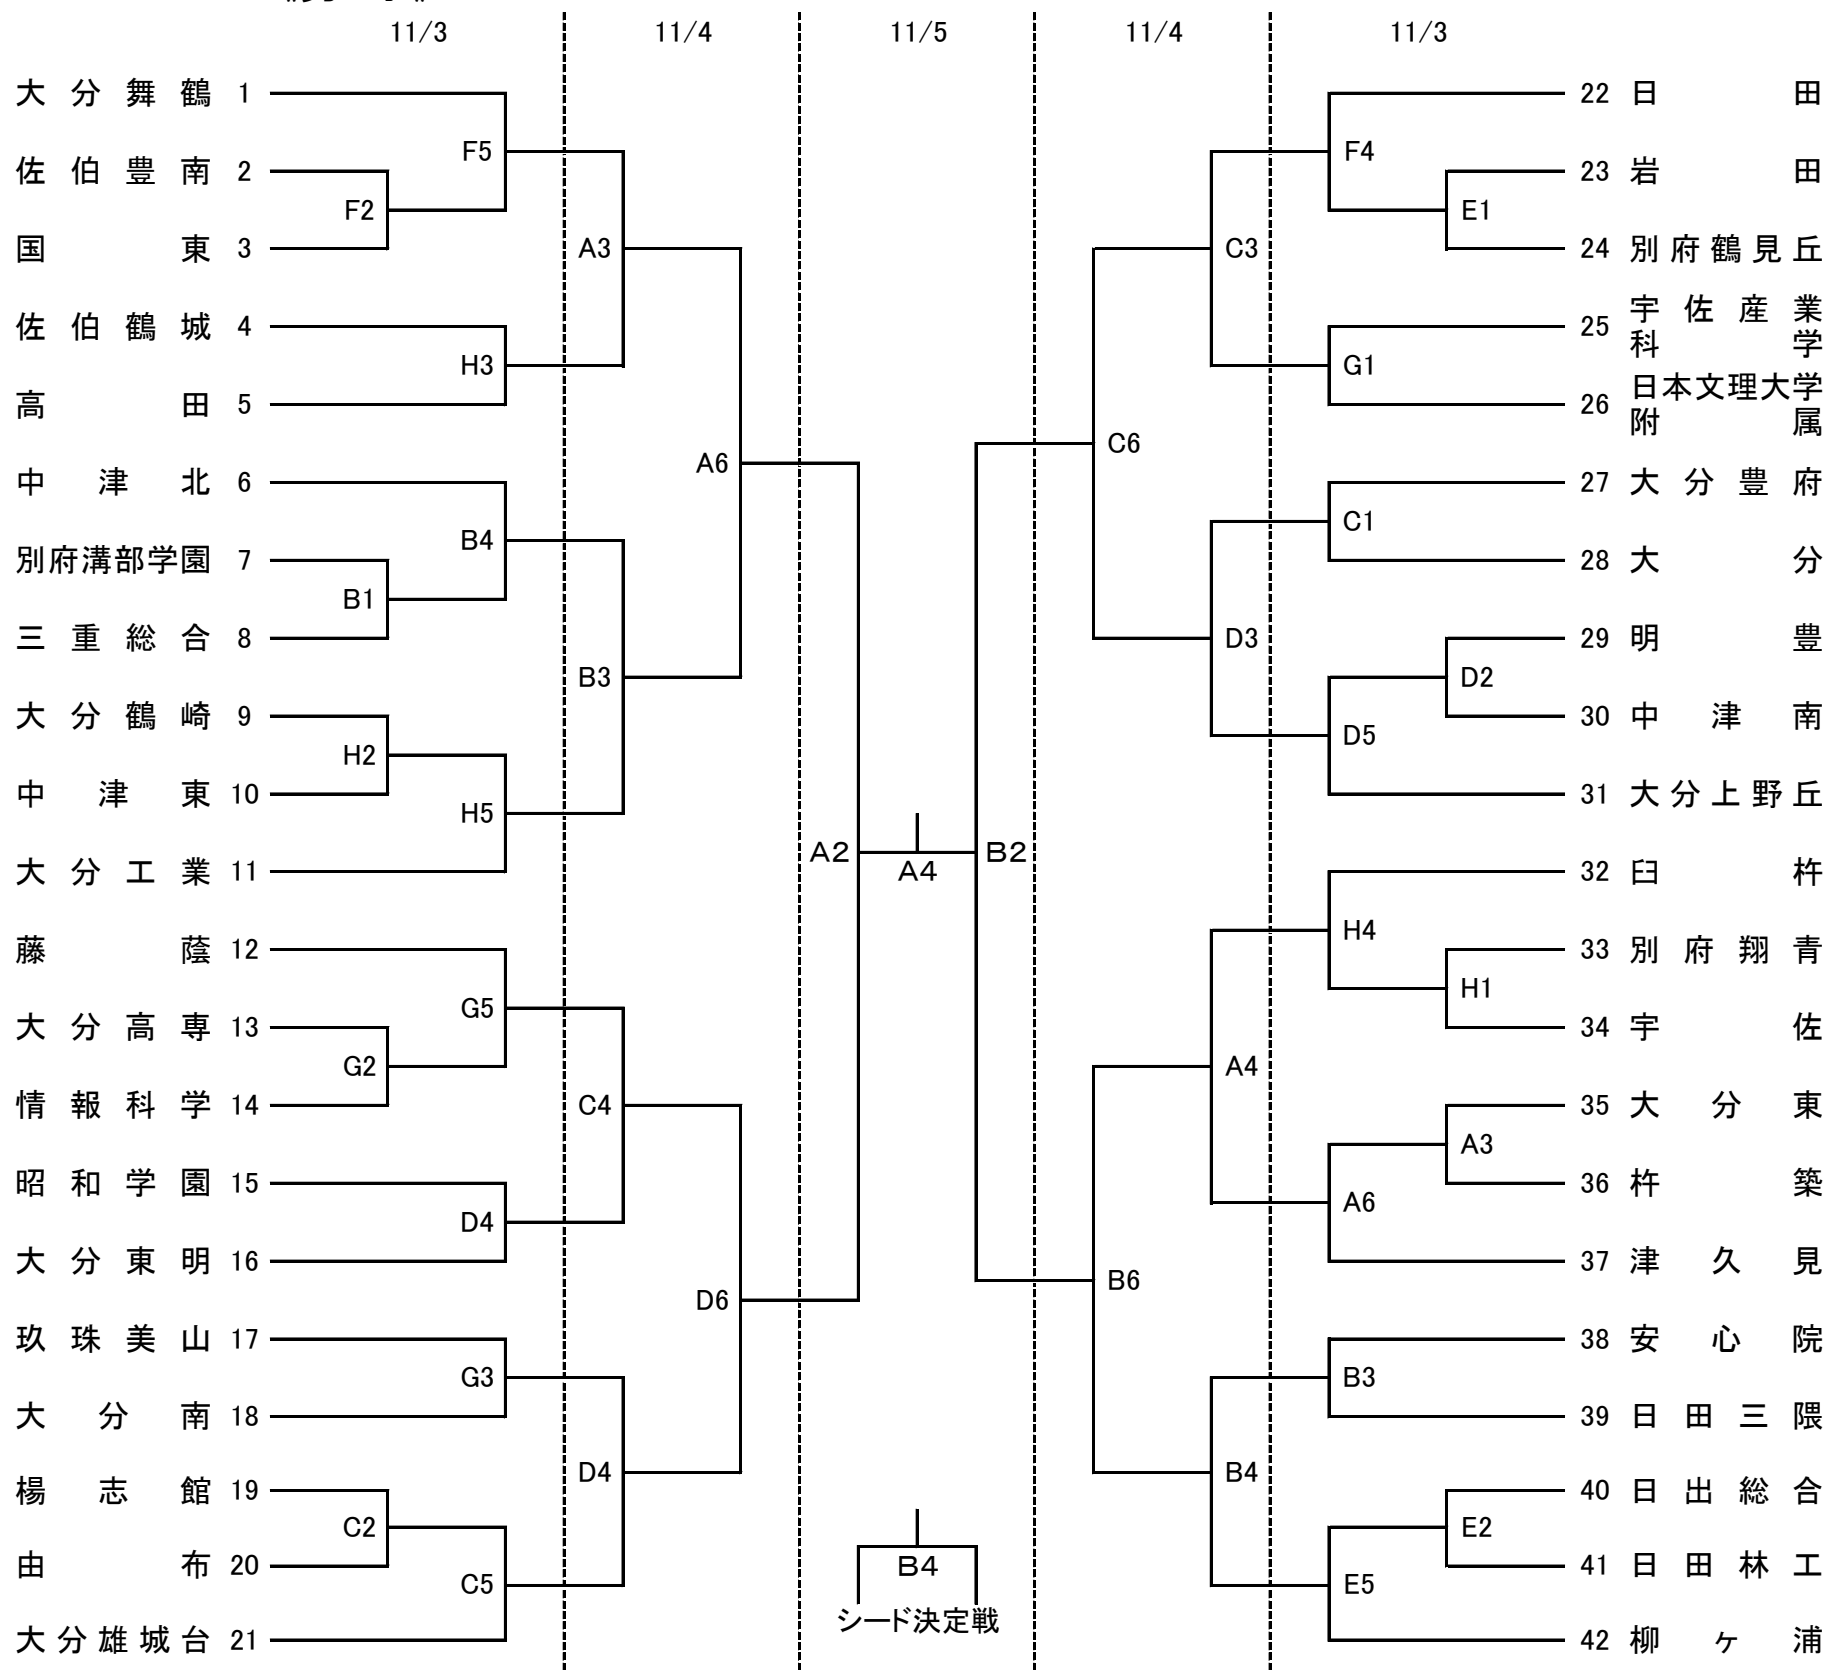 11/3 11/4 11/5 11/4 11/3
大分舞鶴 1
佐伯豊南 2
国東 3
佐伯鶴城 4
高田 5
中津北 6
別府溝部学園 7
三重総合 8
大分鶴崎 9
中津東 10
大分工業 11
藤蔭 12
大分高専 13
情報科学 14
昭和学園 15
大分東明 16
玖珠美山 17
大分南 18
楊志館 19
由布 20
大分雄城台 21
F2
B1
H2
G2
C2
F5
H3
B4
H5
G5
D4
G3
C5
A3
B3
C4
D4
A6
D6
A2
A4
B2
B4
シード決定戦
C6
B6
C3
D3
A4
B4
F4
G1
C1
D5
H4
A6
B3
E5
E1
D2
H1
A3
E2
22 日田
23 岩田
24 別府鶴見丘
25 宇佐産業
科学
26 日本文理大学
附属
27 大分豊府
28 大分
29 明豊
30 中津南
31 大分上野丘
32 臼杵
33 別府翔青
34 宇佐
35 大分東
36 杵築
37 津久見
38 安心院
39 日田三隈
40 日出総合
41 日田林工
42 柳ヶ浦